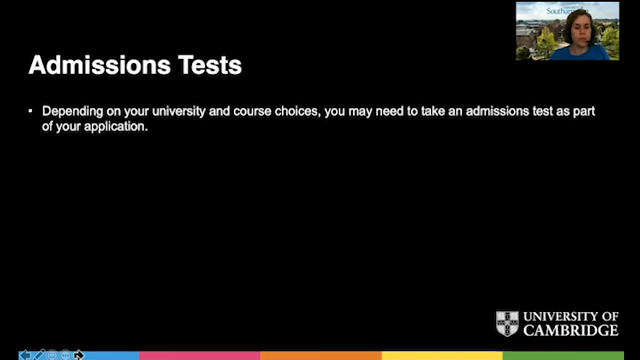 Admissions Tests
• Depending on your university and course choices, you may need to take an admissions test as part
of your application.
UNIVERSITY OF
CAMBRIDGE